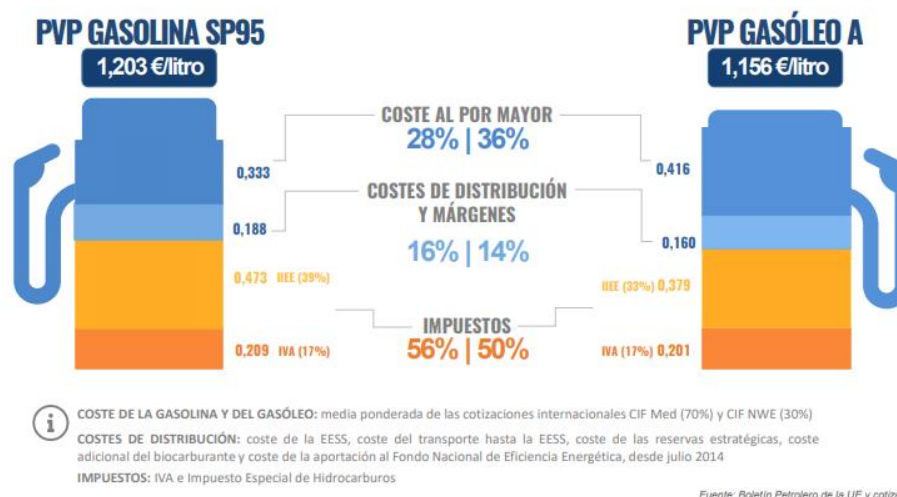 PVP GASOLINA SP95
1,203 €/litro
PVP GASÓLEO A
1,156 €/litro
COSTE AL POR MAYOR
28% | 36%
0,333
0,416
COSTES DE DISTRIBUCIÓN
Y MÁRGENES
16% | 14%
0,188
0,160
0,473 IIEE (39%)
IIEE (33%) 0,379
IMPUESTOS
56% | 50%
0,209 IVA (17%)
IVA (17%) 0,201
i
COSTE DE LA GASOLINA Y DEL GASÓLEO: media ponderada de las cotizaciones internacionales CIF Med (70%) y CIF NWE (30%)
COSTES DE DISTRIBUCIÓN: coste de la EESS, coste del transporte hasta la EESS, coste de las reservas estratégicas, coste
adicional del biocarburante y coste de la aportación al Fondo Nacional de Eficiencia Energética, desde julio 2014
IMPUESTOS: IVA e Impuesto Especial de Hidrocarburos
Fuente: Boletín Petrolero de la UE y